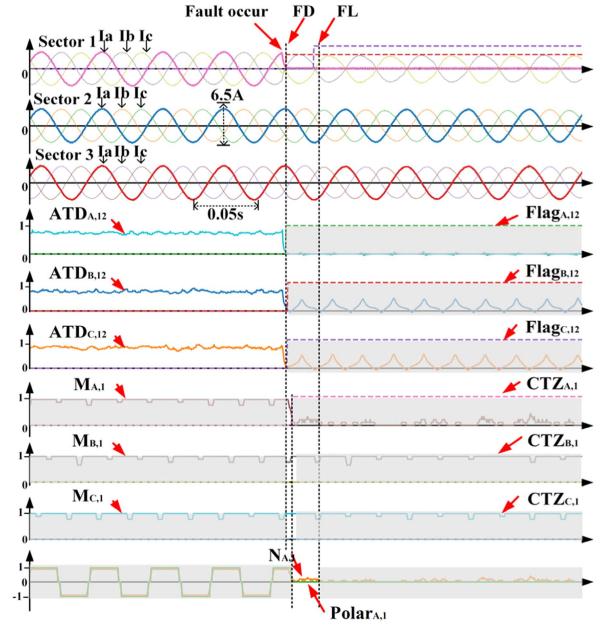 Fault occur FD FL
Sector 1 Ia Ib Ic
0
Sector 2 Ia Ib Ic 6.5A
0
Sector 3 Ia Ib Ic
0
0.05s
ATDA,12 FlagA,12
1
0
ATDB,12 FlagB,12
1
0
ATDC,12 FlagC,12
1
0
MA,1 CTZA,1
1
0
MB,1 CTZB,1
1
0
MC,1 CTZC,1
1
0
NA,1
1
0
-1
PolarA,1